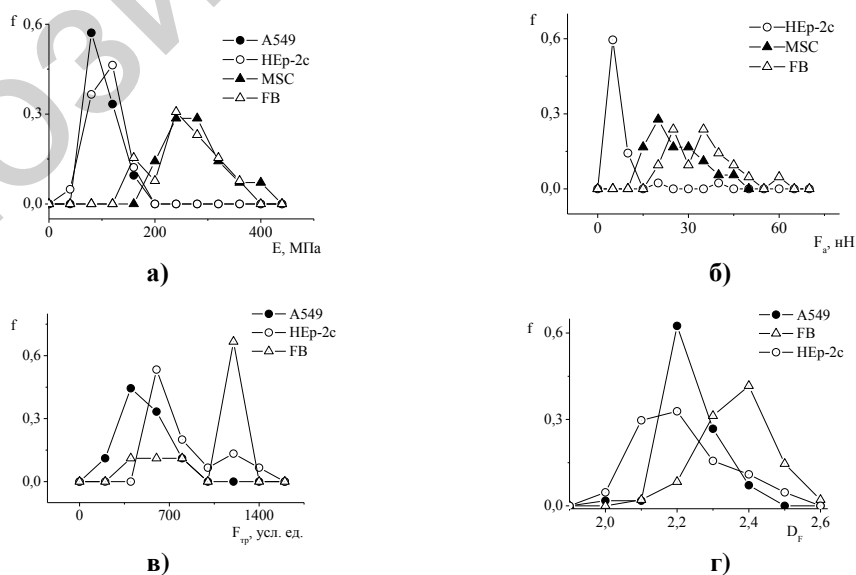 f
0,6
0,3
0,0
0
200
400
E, МПа
A549
HEp-2c
MSC
FB
а)
f
0,6
0,3
0,0
0
30
60
Fa, нН
HEp-2c
MSC
FB
б)
f
0,6
0,3
0,0
0
700
1400
Fтр, усл. ед.
A549
HEp-2c
FB
в)
f
0,6
0,3
0,0
2,0
2,2
2,4
2,6
DF
A549
FB
HEp-2c
г)